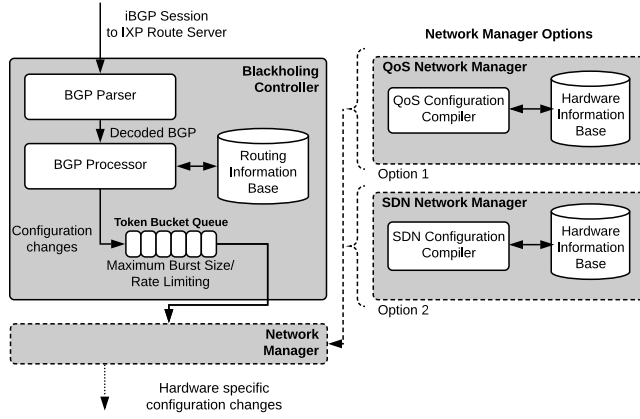 iBGP Session
to IXP Route Server
Blackholing
Controller
BGP Parser
Decoded BGP
BGP Processor
Routing
Information
Base
Configuration
changes
Token Bucket Queue
Maximum Burst Size/
Rate Limiting
Network
Manager
Hardware specific
configuration changes
Network Manager Options
QoS Network Manager
QoS Configuration
Compiler
Hardware
Information
Base
Option 1
SDN Network Manager
SDN Configuration
Compiler
Hardware
Information
Base
Option 2